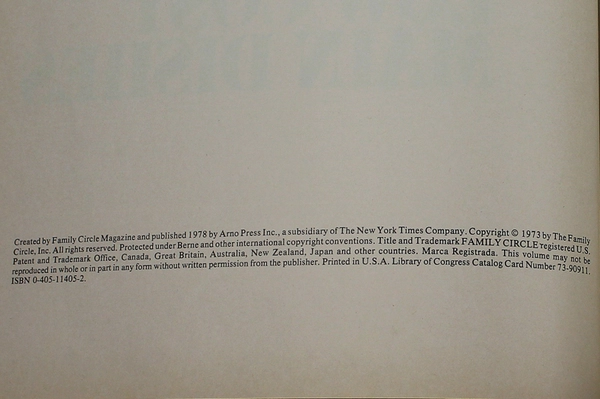 Created by Family Circle Magazine and published 1978 by Arno Press Inc., a subsidiary of The New York Times Company. Copyright © 1973 by The Family
Circle, Inc. All rights reserved. Protected under Berne and other international copyright conventions. Title and Trademark FAMILY CIRCLE registered U.S.
Patent and Trademark Office, Canada, Great Britain, Australia, New Zealand, Japan and other countries. Marca Registrada. This volume may not be
reproduced in whole or in part in any form without written permission from the publisher. Printed in U.S.A. Library of Congress Catalog Card Number 73-90911.
ISBN 0-405-11405-2.